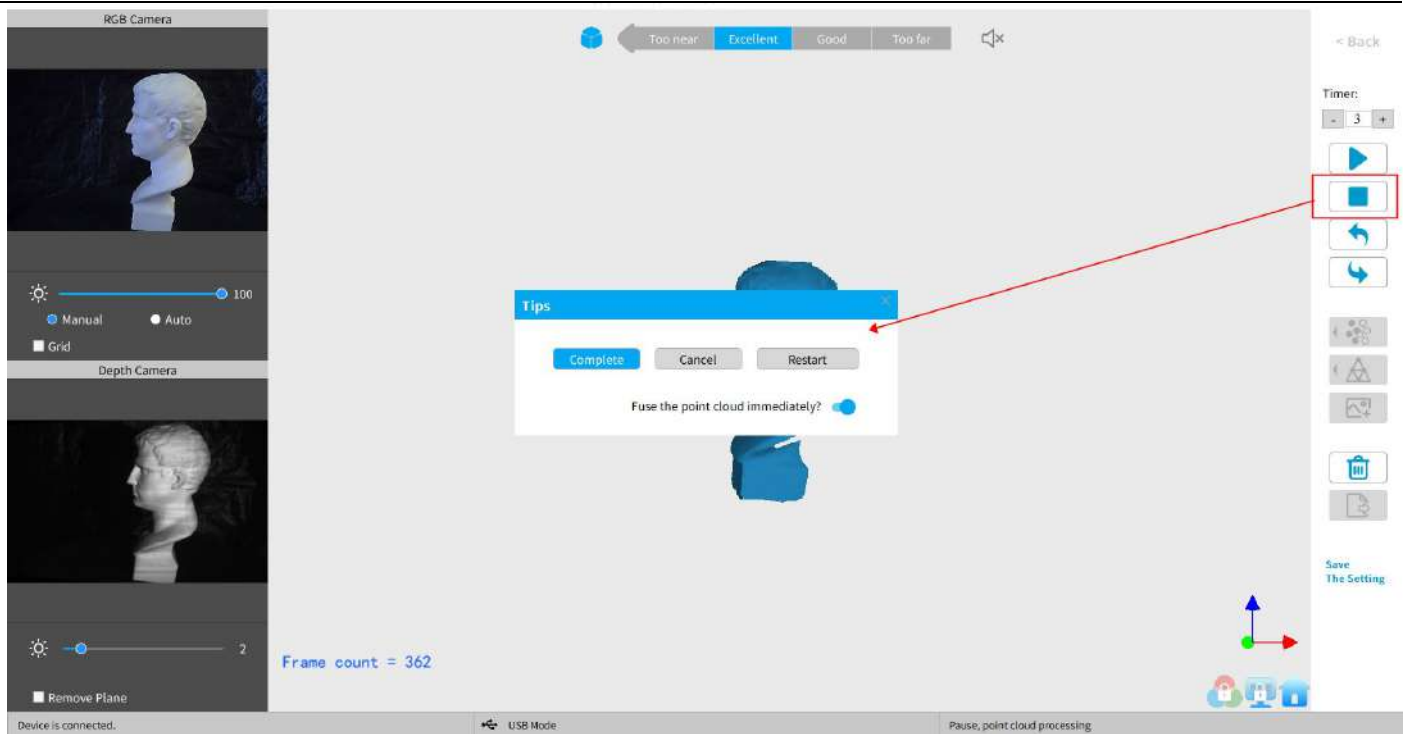 RGB Camera
Too near
Excellent
Good
Too far
< Back
Timer:
- 3 +
100
Manual
Auto
Grid
Depth Camera
Tips
Complete
Cancel
Restart
Fuse the point cloud immediately?
Save
The Setting
2
Frame count = 362
Remove Plane
Device is connected.
USB Mode
Pause, point cloud processing